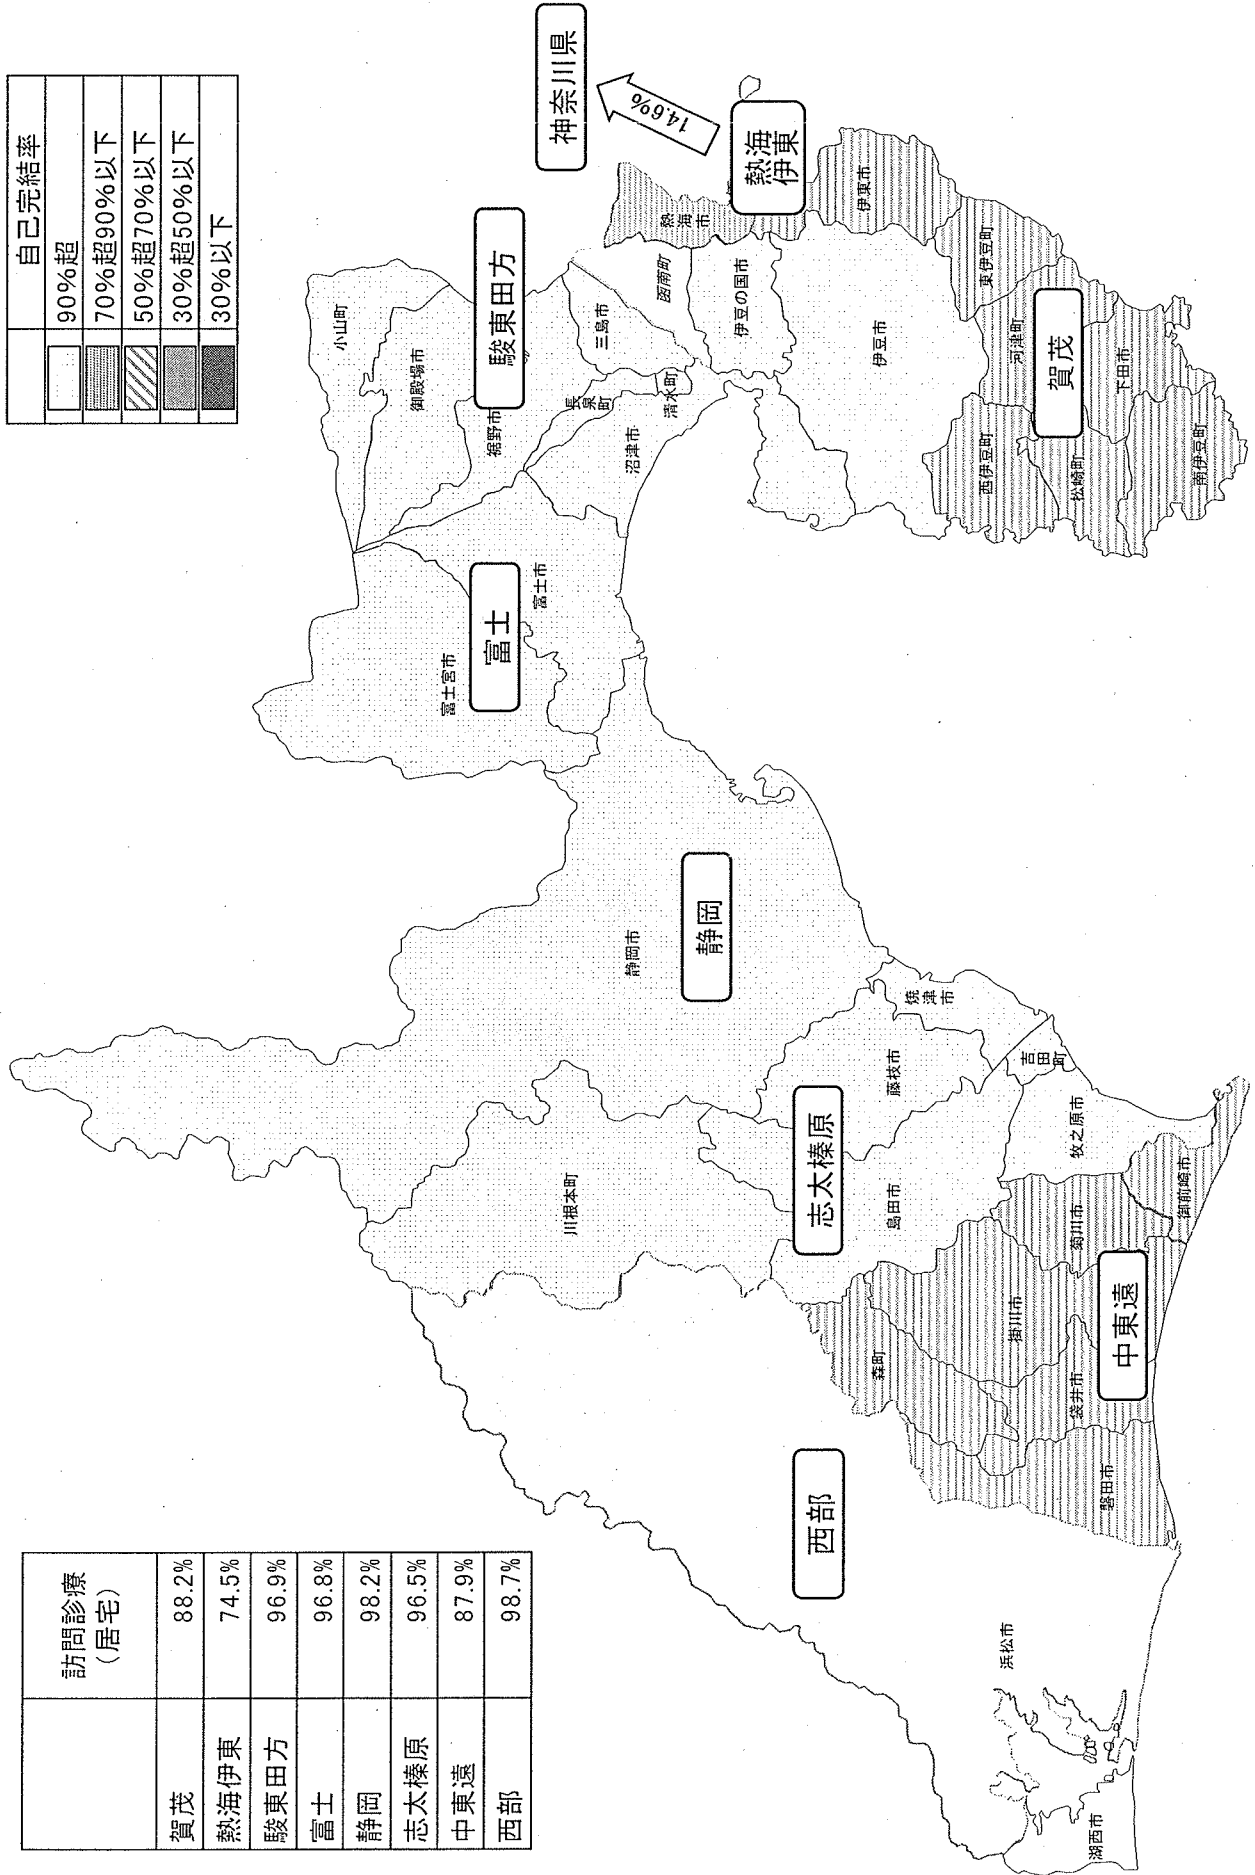 訪問診療
(居宅)
賀茂 88.2%
熱海伊東 74.5%
駿東田方 96.9%
富士 96.8%
静岡 98.2%
志太榛原 96.5%
中東遠 87.9%
西部 98.7%
自己完結率
90%超
70%超90%以下
50%超70%以下
30%超50%以下
30%以下
神奈川県
14.6%
熱海
伊東
駿東田方
富士
静岡
志太榛原
中東遠
西部
賀茂
小山町
御殿場市
裾野市
三島市
函南町
熱海市
長泉町
清水町
沼津市
伊豆の国市
伊豆市
伊東市
東伊豆町
河津町
下田市
西伊豆町
松崎町
南伊豆町
富士宮市
富士市
静岡市
焼津市
藤枝市
吉田町
牧之原市
川根本町
島田市
御前崎市
菊川市
掛川市
森町
袋井市
磐田市
浜松市
湖西市